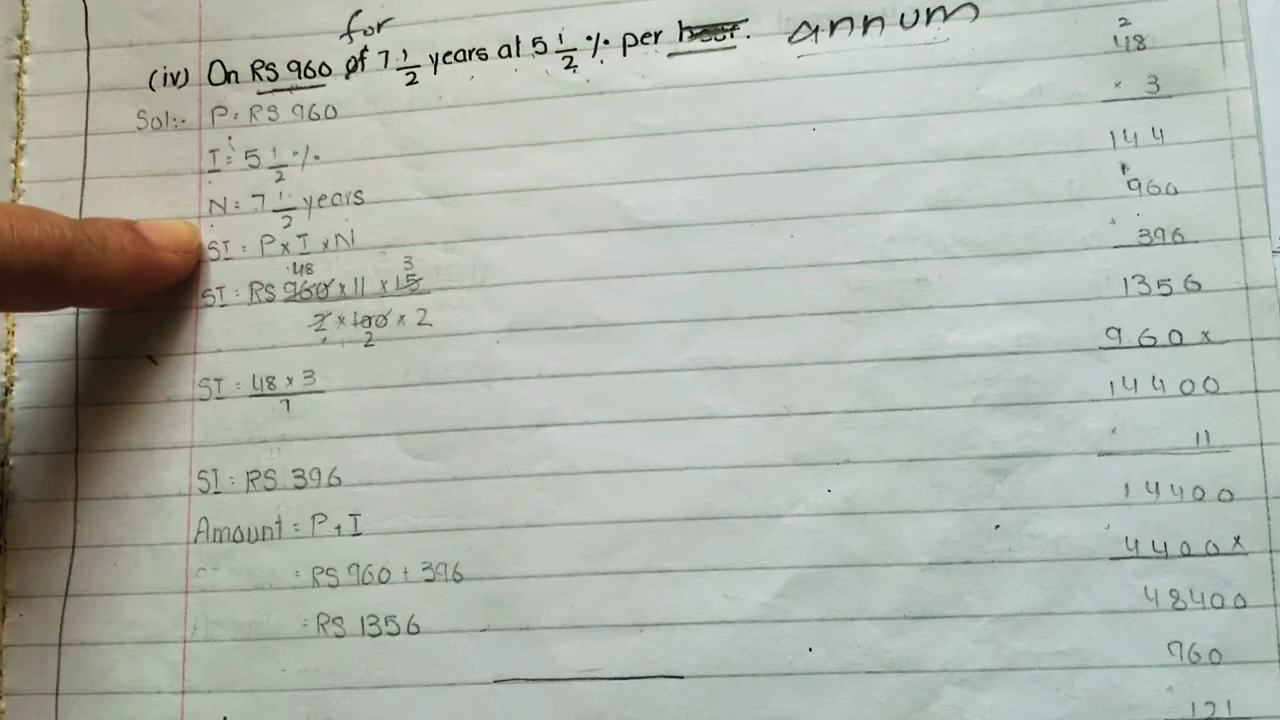 for
(iv) On RS 960 of 7 1/2 years at 5 1/2 % per annum
Sol:- P = RS 960
I = 5 1/2 %
N = 7 1/2 years
SI = P x I x N
48 3
SI = RS 960 x 11 x 15
2 x 100 x 2
2
SI = 48 x 3
1
SI = RS 396
Amount = P + I
= RS 960 + 396
= RS 1356
2
48
x 3
144
960
396
1356
960 x
14400
11
14400
4400 x
48400
960
121